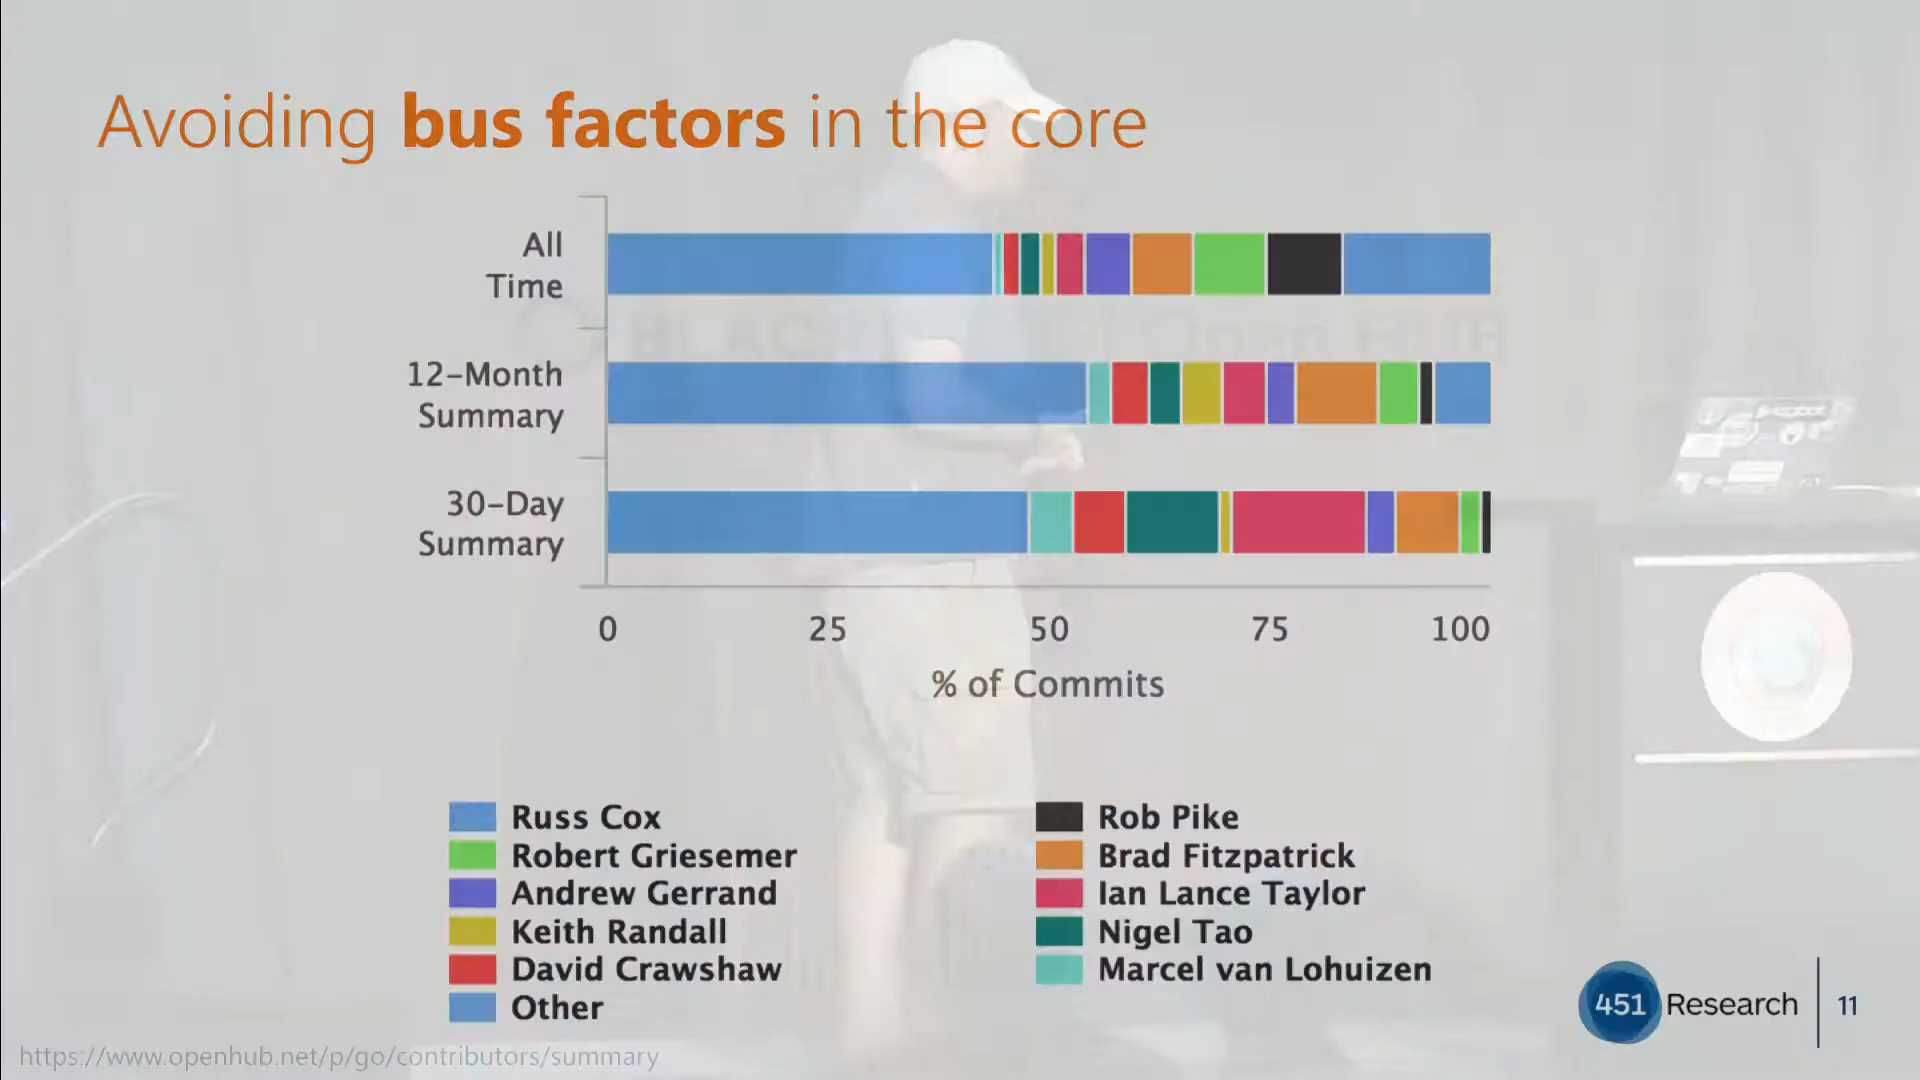 Avoiding bus factors in the core
All
Time
12-Month
Summary
30-Day
Summary
0 25 50 75 100
% of Commits
Russ Cox
Robert Griesemer
Andrew Gerrand
Keith Randall
David Crawshaw
Other
Rob Pike
Brad Fitzpatrick
Ian Lance Taylor
Nigel Tao
Marcel van Lohuizen
451 Research 11
https://www.openhub.net/p/go/contributors/summary